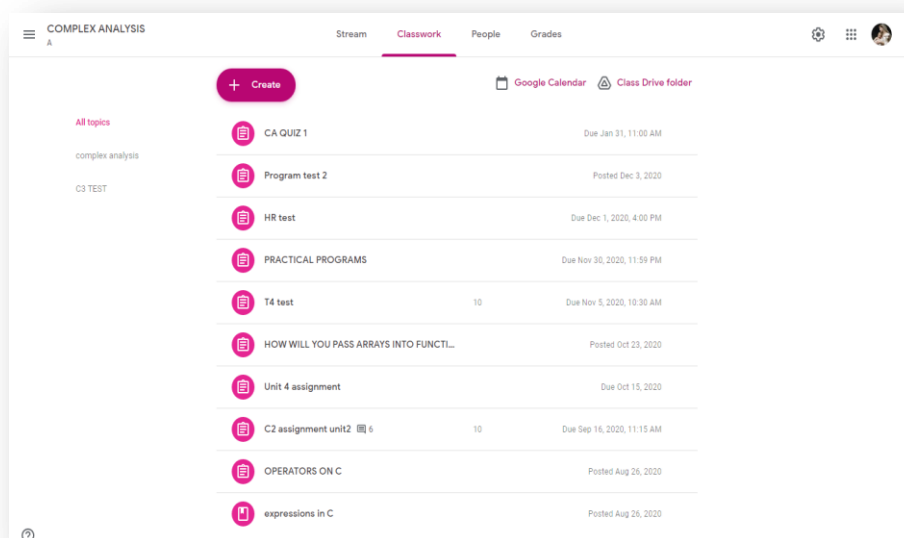 COMPLEX ANALYSIS
A
Stream Classwork People Grades
+ Create
Google Calendar Class Drive folder
All topics
complex analysis
C3 TEST
CA QUIZ 1 Due Jan 31, 11:00 AM
Program test 2 Posted Dec 3, 2020
HR test Due Dec 1, 2020, 4:00 PM
PRACTICAL PROGRAMS Due Nov 30, 2020, 11:59 PM
T4 test 10 Due Nov 5, 2020, 10:30 AM
HOW WILL YOU PASS ARRAYS INTO FUNCTI... Posted Oct 23, 2020
Unit 4 assignment Due Oct 15, 2020
C2 assignment unit2 6 10 Due Sep 16, 2020, 11:15 AM
OPERATORS ON C Posted Aug 26, 2020
expressions in C Posted Aug 26, 2020